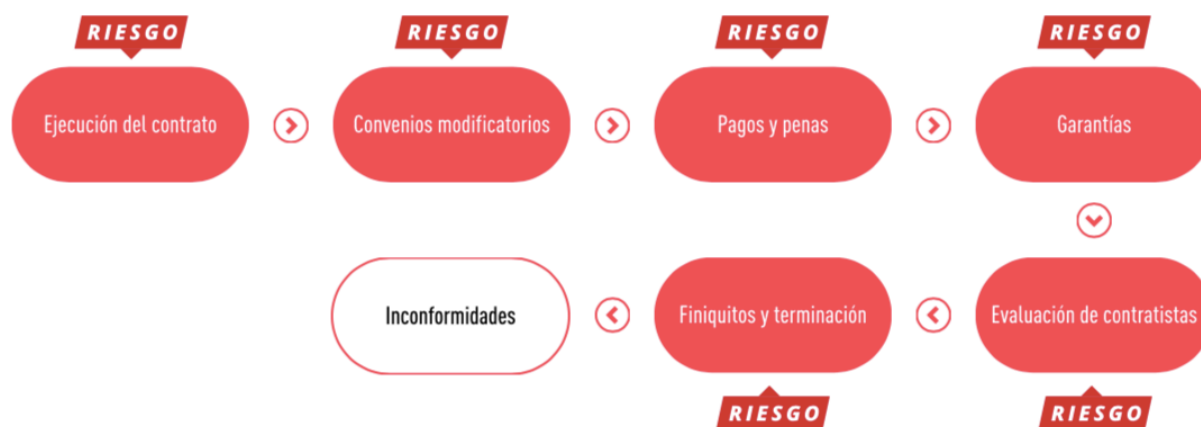 RIESGO
RIESGO
RIESGO
RIESGO
Ejecución del contrato
Convenios modificatorios
Pagos y penas
Garantías
Inconformidades
Finiquitos y terminación
Evaluación de contratistas
RIESGO
RIESGO